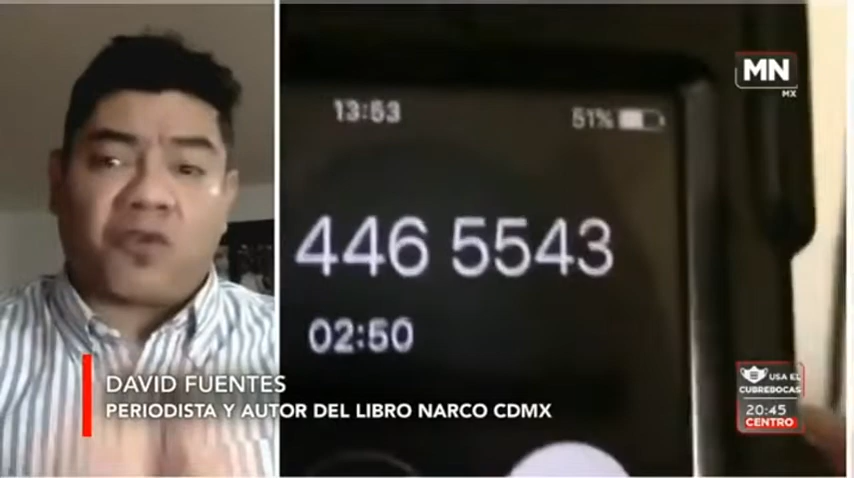 13:53
51%
446 5543
02:50
MN
MX
DAVID FUENTES
PERIODISTA Y AUTOR DEL LIBRO NARCO CDMX
USA EL
CUBREBOCAS
20:45
CENTRO